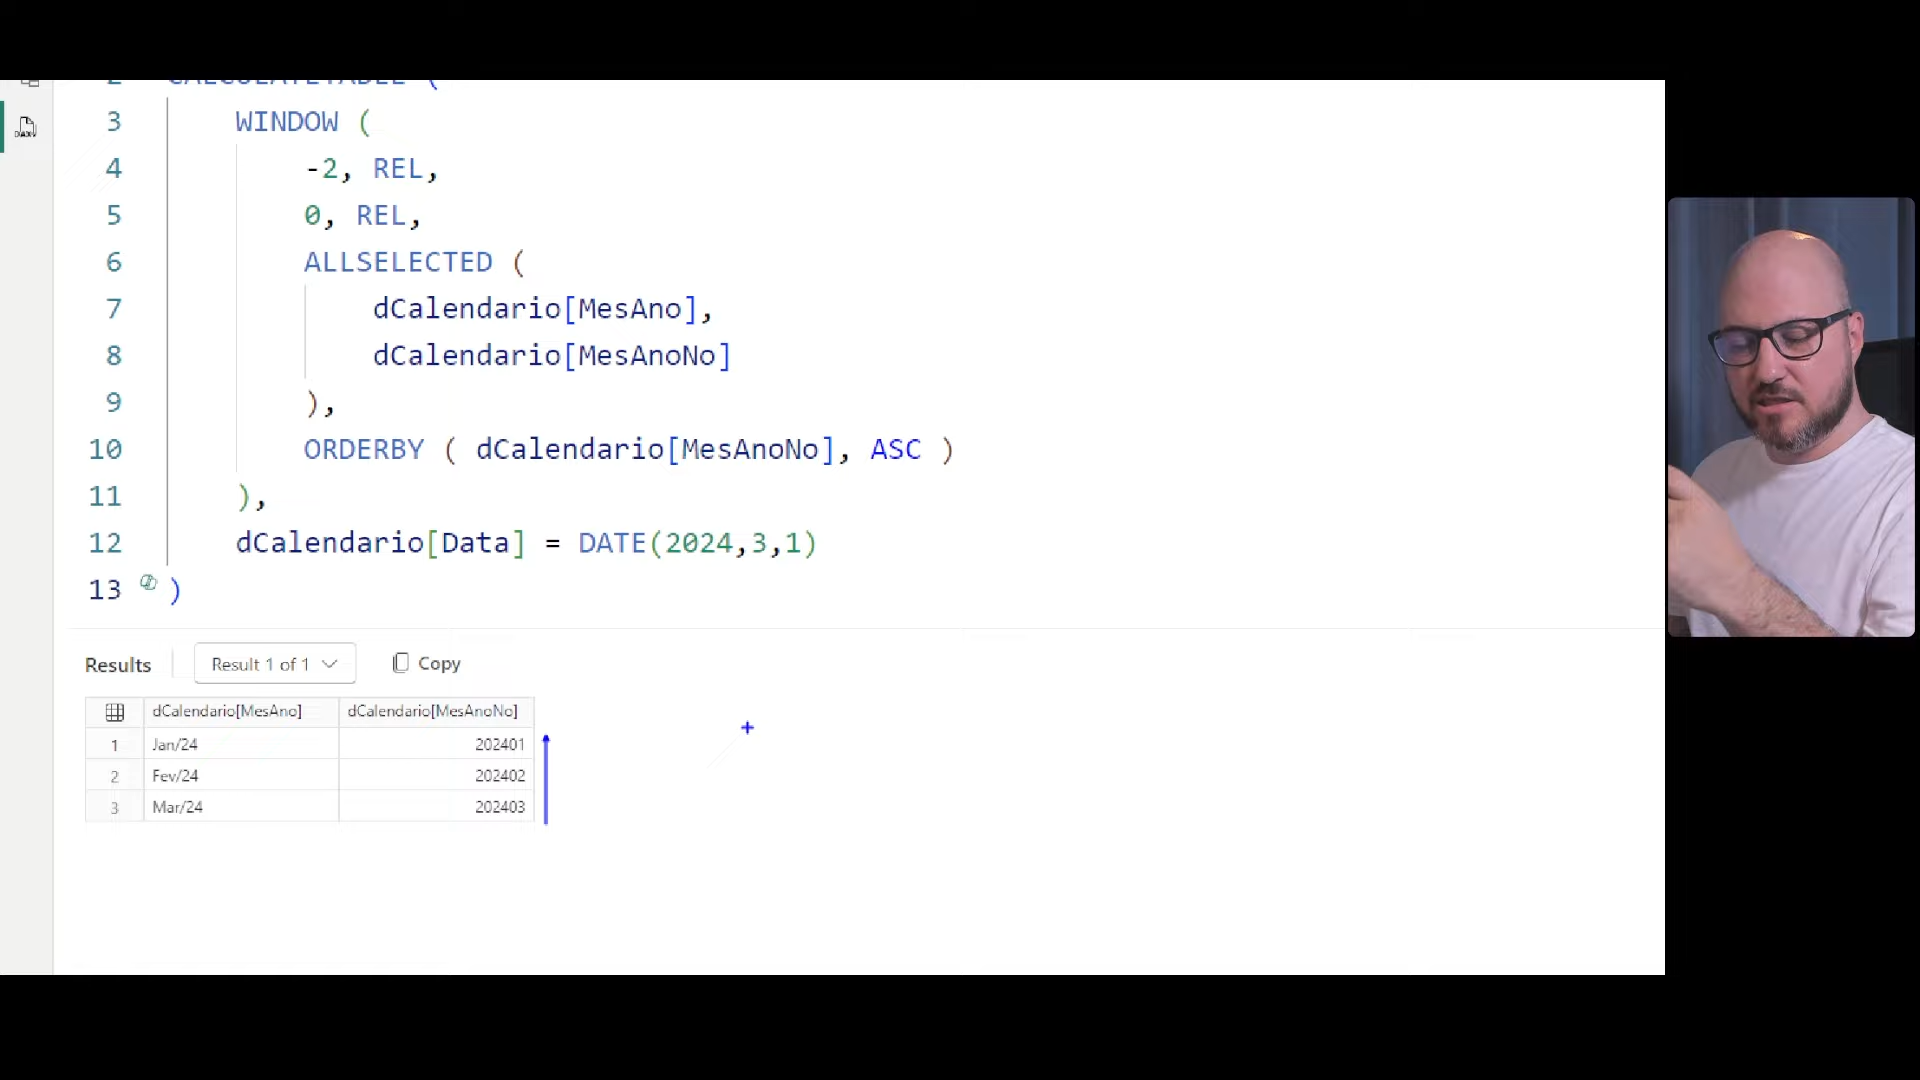 2 CALCULATETABLE (
3 WINDOW (
4 -2, REL,
5 0, REL,
6 ALLSELECTED (
7 dCalendario[MesAno],
8 dCalendario[MesAnoNo]
9 ),
10 ORDERBY ( dCalendario[MesAnoNo], ASC )
11 ),
12 dCalendario[Data] = DATE(2024,3,1)
13 )
Results Result 1 of 1 Copy
dCalendario[MesAno] dCalendario[MesAnoNo]
1 Jan/24 202401
2 Fev/24 202402
3 Mar/24 202403